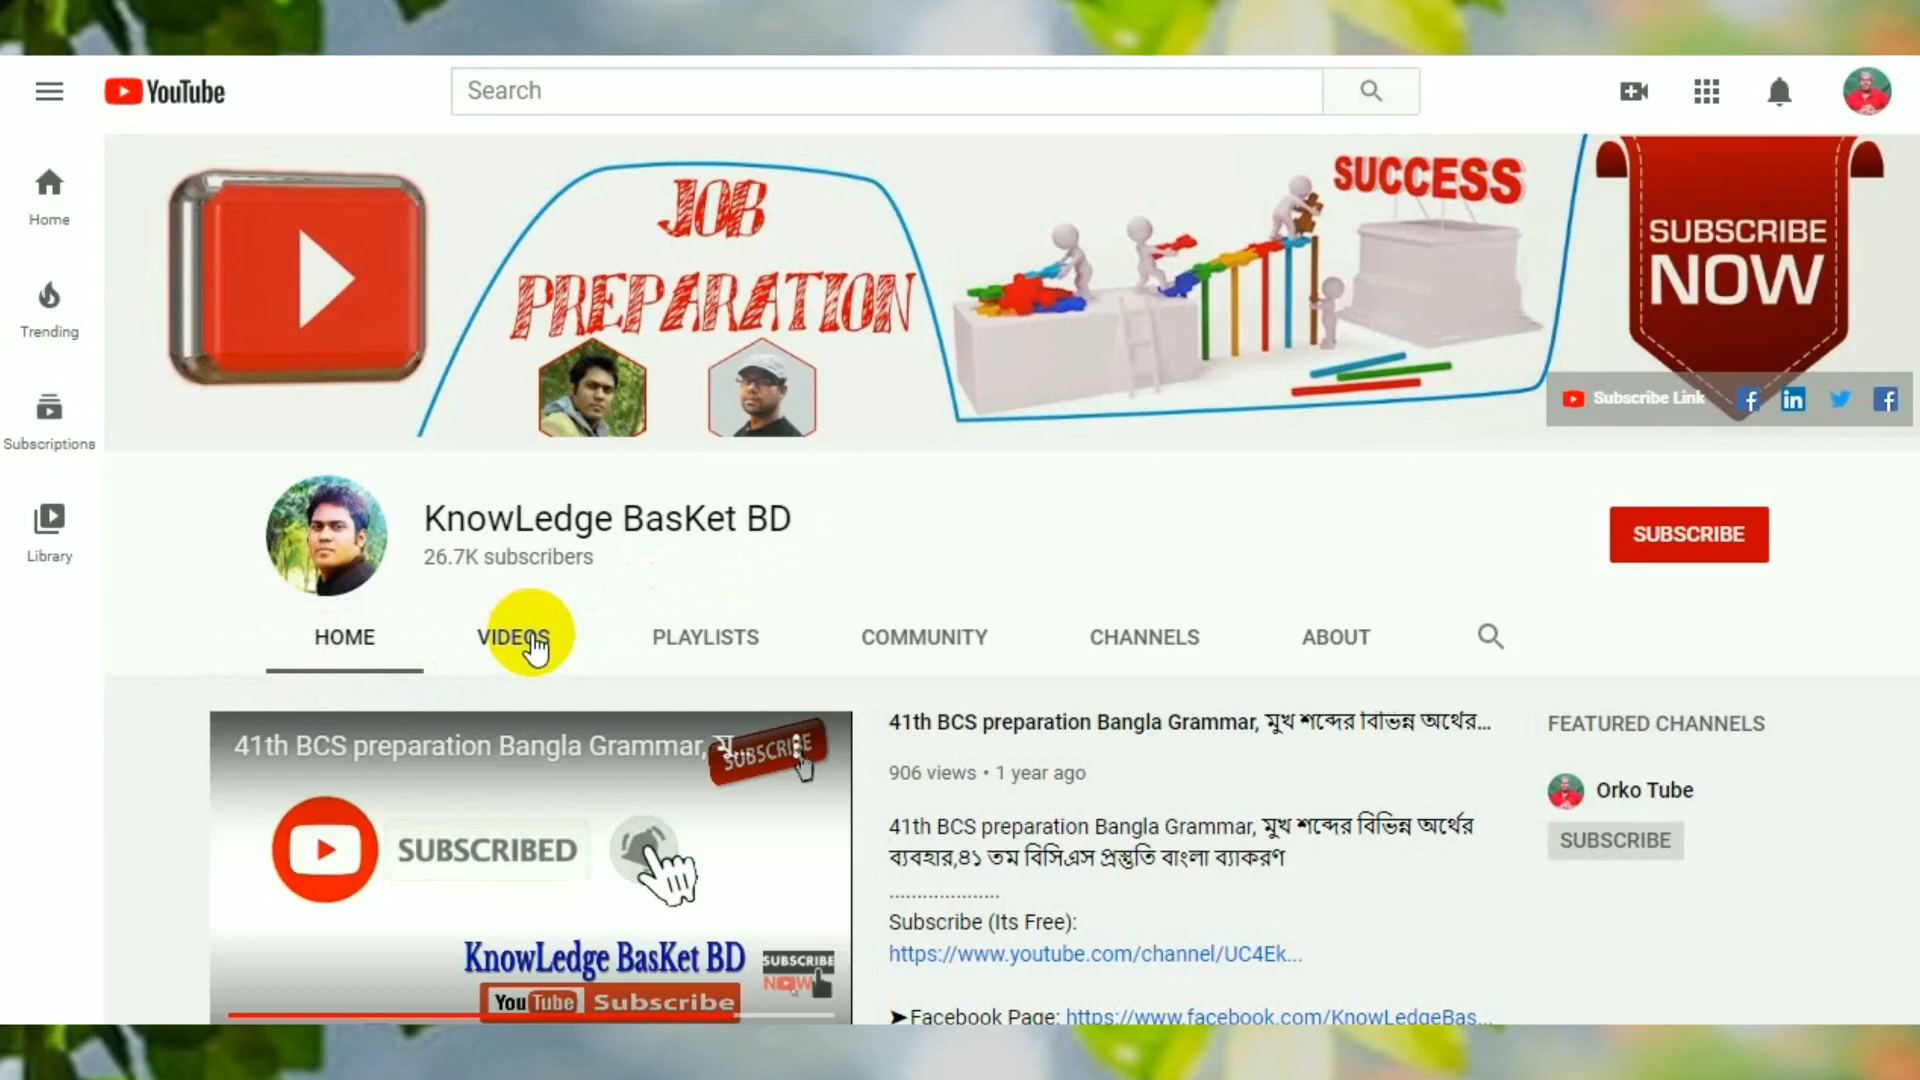 YouTube
Search
Home
Trending
Subscriptions
Library
JOB
PREPARATION
SUCCESS
SUBSCRIBE
NOW
Subscribe Link
KnowLedge BasKet BD
26.7K subscribers
SUBSCRIBE
HOME VIDEOS PLAYLISTS COMMUNITY CHANNELS ABOUT
41th BCS preparation Bangla Grammar, মু...
SUBSCRIBE
SUBSCRIBED
KnowLedge BasKet BD
SUBSCRIBE
NOW
YouTube Subscribe
41th BCS preparation Bangla Grammar, মুখ শব্দের বিভিন্ন অর্থের...
906 views • 1 year ago
41th BCS preparation Bangla Grammar, মুখ শব্দের বিভিন্ন অর্থের
ব্যবহার,৪১ তম বিসিএস প্রস্তুতি বাংলা ব্যাকরণ
....................
Subscribe (Its Free):
https://www.youtube.com/channel/UC4Ek...
➤Facebook Page: https://www.facebook.com/KnowLedgeBas...
FEATURED CHANNELS
Orko Tube
SUBSCRIBE